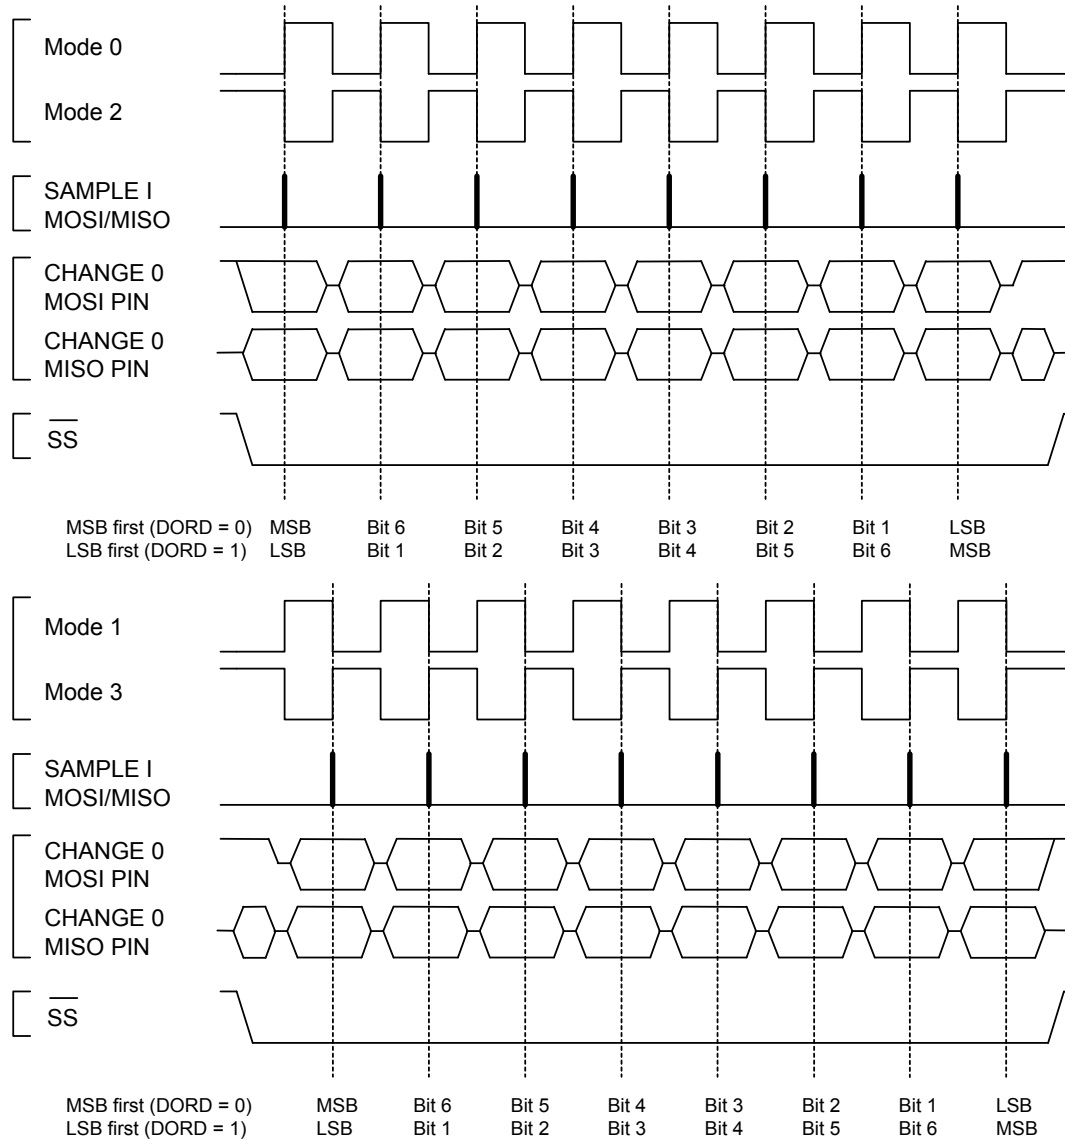 Mode 0
Mode 2
SAMPLE I
MOSI/MISO
CHANGE 0
MOSI PIN
CHANGE 0
MISO PIN
SS
MSB first (DORD = 0) MSB Bit 6 Bit 5 Bit 4 Bit 3 Bit 2 Bit 1 LSB
LSB first (DORD = 1) LSB Bit 1 Bit 2 Bit 3 Bit 4 Bit 5 Bit 6 MSB
Mode 1
Mode 3
SAMPLE I
MOSI/MISO
CHANGE 0
MOSI PIN
CHANGE 0
MISO PIN
SS
MSB first (DORD = 0) MSB Bit 6 Bit 5 Bit 4 Bit 3 Bit 2 Bit 1 LSB
LSB first (DORD = 1) LSB Bit 1 Bit 2 Bit 3 Bit 4 Bit 5 Bit 6 MSB